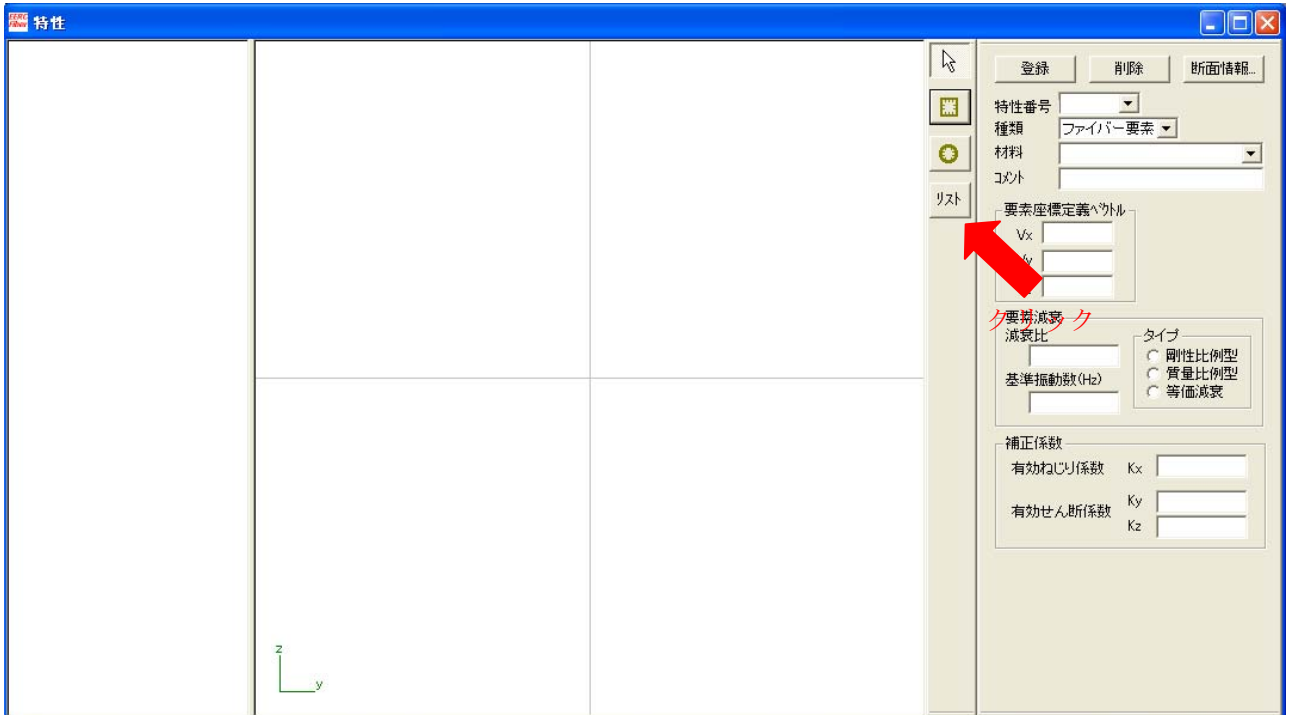 EERC Fiber 特性
登録 削除 断面情報...
特性番号
種類 ファイバー要素
材料
コメント
リスト
要素座標定義ベクトル
Vx
Vy
クリック
要素減衰
減衰比
タイプ
剛性比例型
質量比例型
等価減衰
基準振動数(Hz)
補正係数
有効ねじり係数 Kx
有効せん断係数 Ky
Kz
z
y